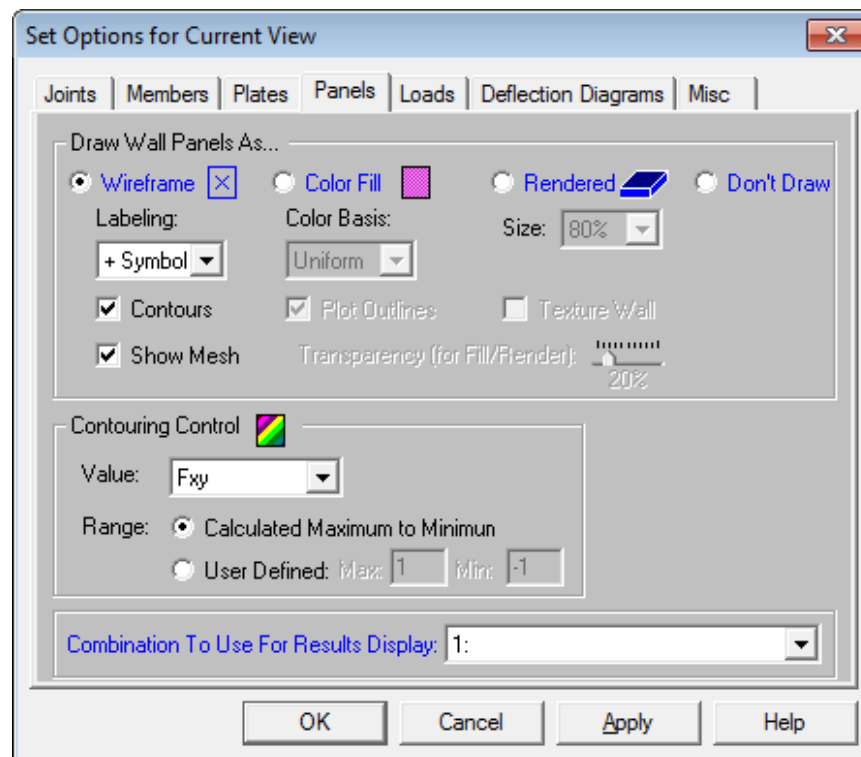 Set Options for Current View
Joints Members Plates Panels Loads Deflection Diagrams Misc
Draw Wall Panels As...
Wireframe Color Fill Rendered Don't Draw
Labeling: Color Basis: Size: 80%
+ Symbol Uniform
Contours Plot Outlines Texture Wall
Show Mesh Transparency (for Fill/Render):
20%
Contouring Control
Value: Fxy
Range: Calculated Maximum to Minimun
User Defined: Max: 1 Min: -1
Combination To Use For Results Display: 1:
OK Cancel Apply Help